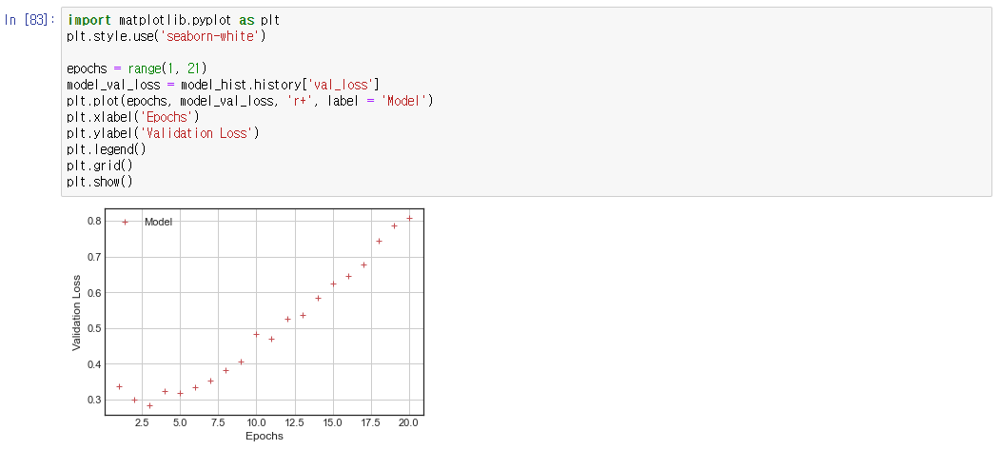 In [83]:
import matplotlib.pyplot as plt
plt.style.use('seaborn-white')
epochs = range(1, 21)
model_val_loss = model_hist.history['val_loss']
plt.plot(epochs, model_val_loss, 'r+', label = 'Model')
plt.xlabel('Epochs')
plt.ylabel('Validation Loss')
plt.legend()
plt.grid()
plt.show()
Model
0.8
0.7
0.6
0.5
0.4
0.3
Validation Loss
2.5 5.0 7.5 10.0 12.5 15.0 17.5 20.0
Epochs